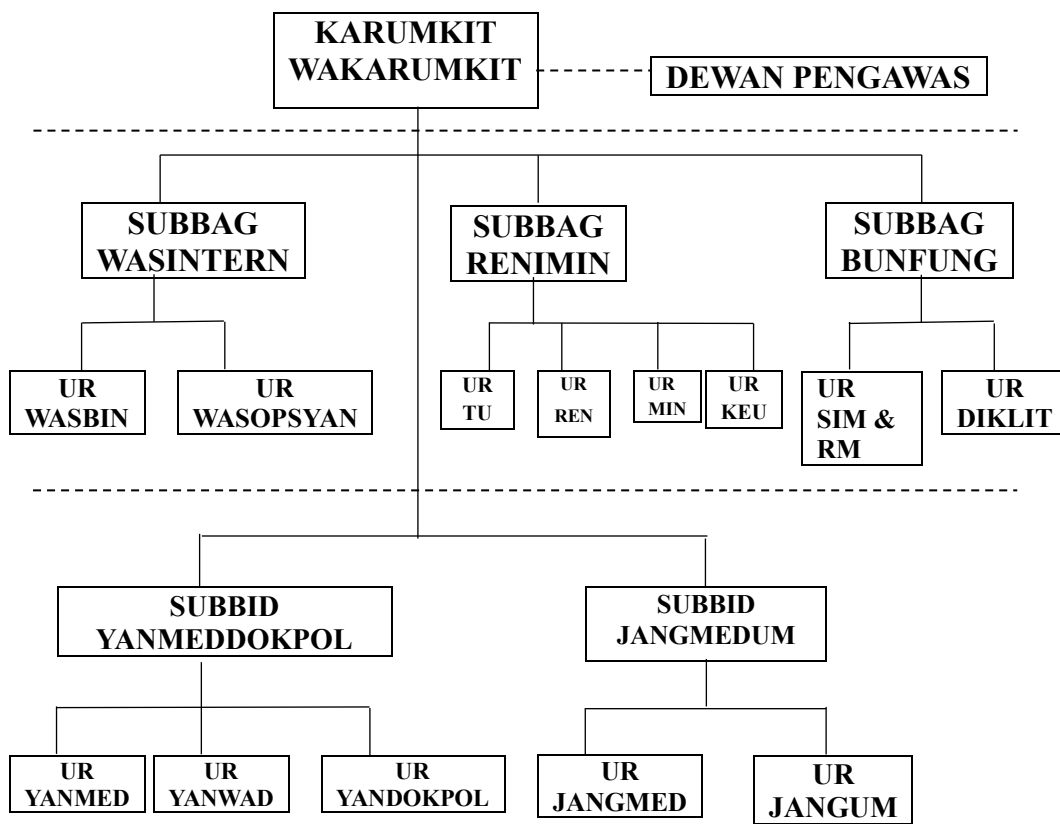 KARUMKIT
WAKARUMKIT
DEWAN PENGAWAS
SUBBAG
WASINTERN
SUBBAG
RENIMIN
SUBBAG
BUNFUNG
UR
WASBIN
UR
WASOPSYAN
UR
TU
UR
REN
UR
MIN
UR
KEU
UR
SIM &
RM
UR
DIKLIT
SUBBID
YANMEDDOKPOL
SUBBID
JANGMEDUM
UR
YANMED
UR
YANWAD
UR
YANDOKPOL
UR
JANGMED
UR
JANGUM